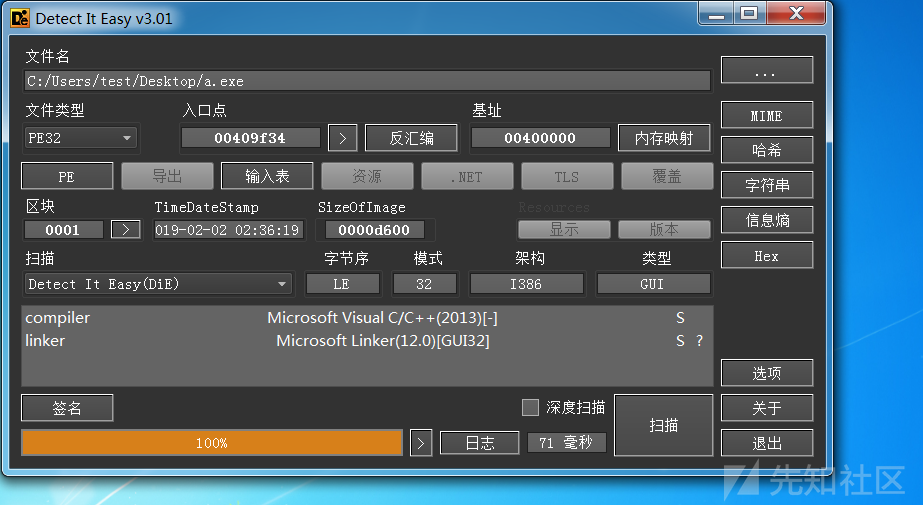 Detect It Easy v3.01
文件名
C:/Users/test/Desktop/a.exe
...
文件类型 入口点 基址
PE32 00409f34 > 反汇编 00400000 内存映射 MIME
哈希
PE 导出 输入表 资源 .NET TLS 覆盖 字符串
区块 TimeDateStamp SizeOfImage Resources
0001 > 019-02-02 02:36:19 0000d600 显示 版本 信息熵
扫描 字节序 模式 架构 类型 Hex
Detect It Easy(DiE) LE 32 I386 GUI
compiler Microsoft Visual C/C++(2013)[-] S
linker Microsoft Linker(12.0)[GUI32] S ?
选项
签名 深度扫描 扫描 关于
100% > 日志 71 毫秒 退出
先知社区